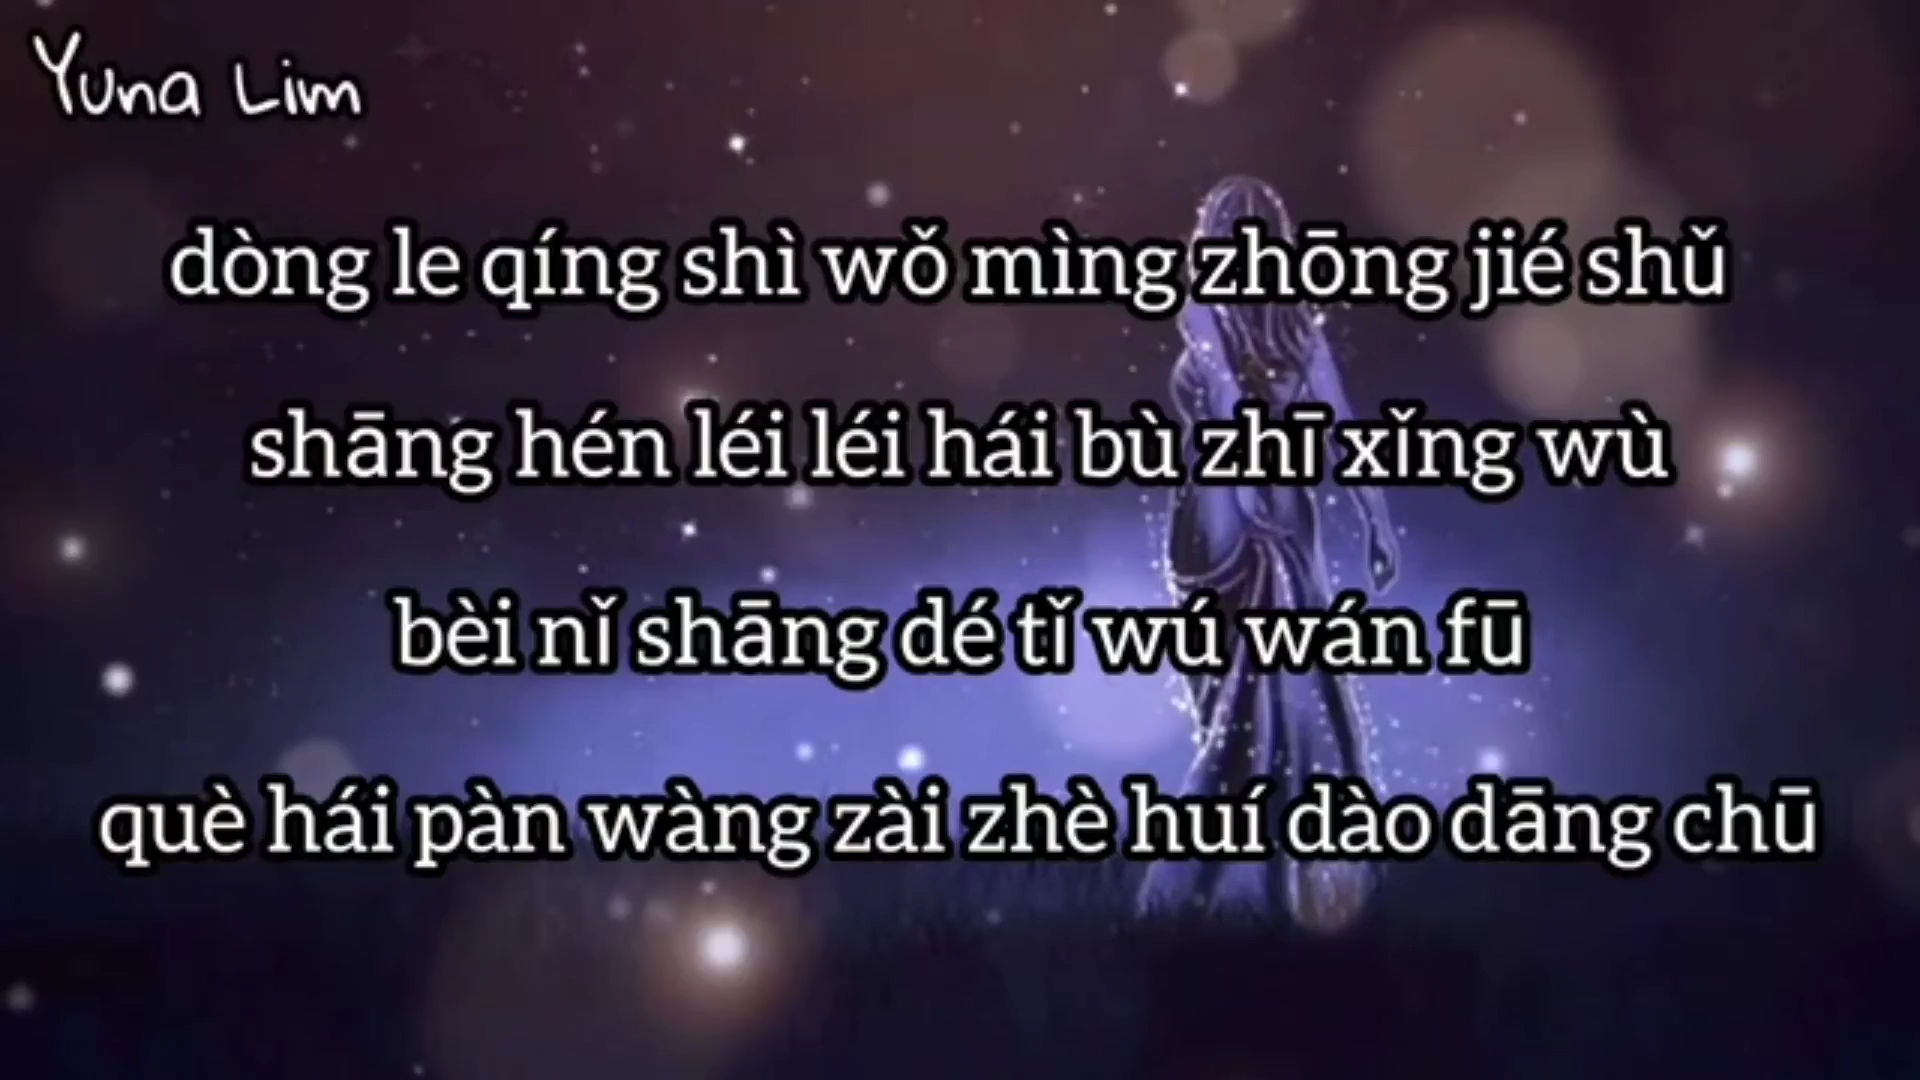 Yuna Lim
dòng le qíng shì wǒ mìng zhōng jié shǔ
shāng hén léi léi hái bù zhī xǐng wù
bèi nǐ shāng dé tǐ wú wán fū
què hái pàn wàng zài zhè huí dào dāng chū